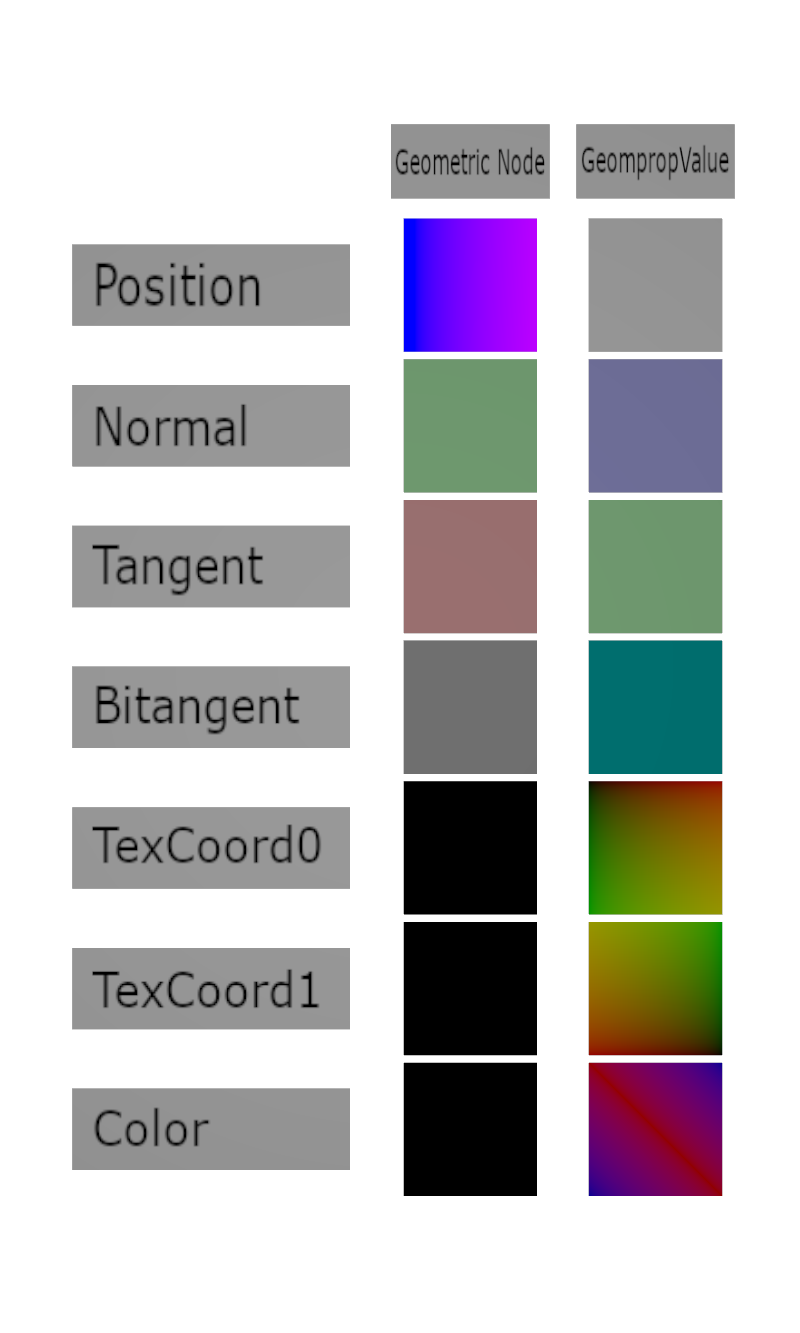 Geometric Node
GeompropValue
Position
Normal
Tangent
Bitangent
TexCoord0
TexCoord1
Color